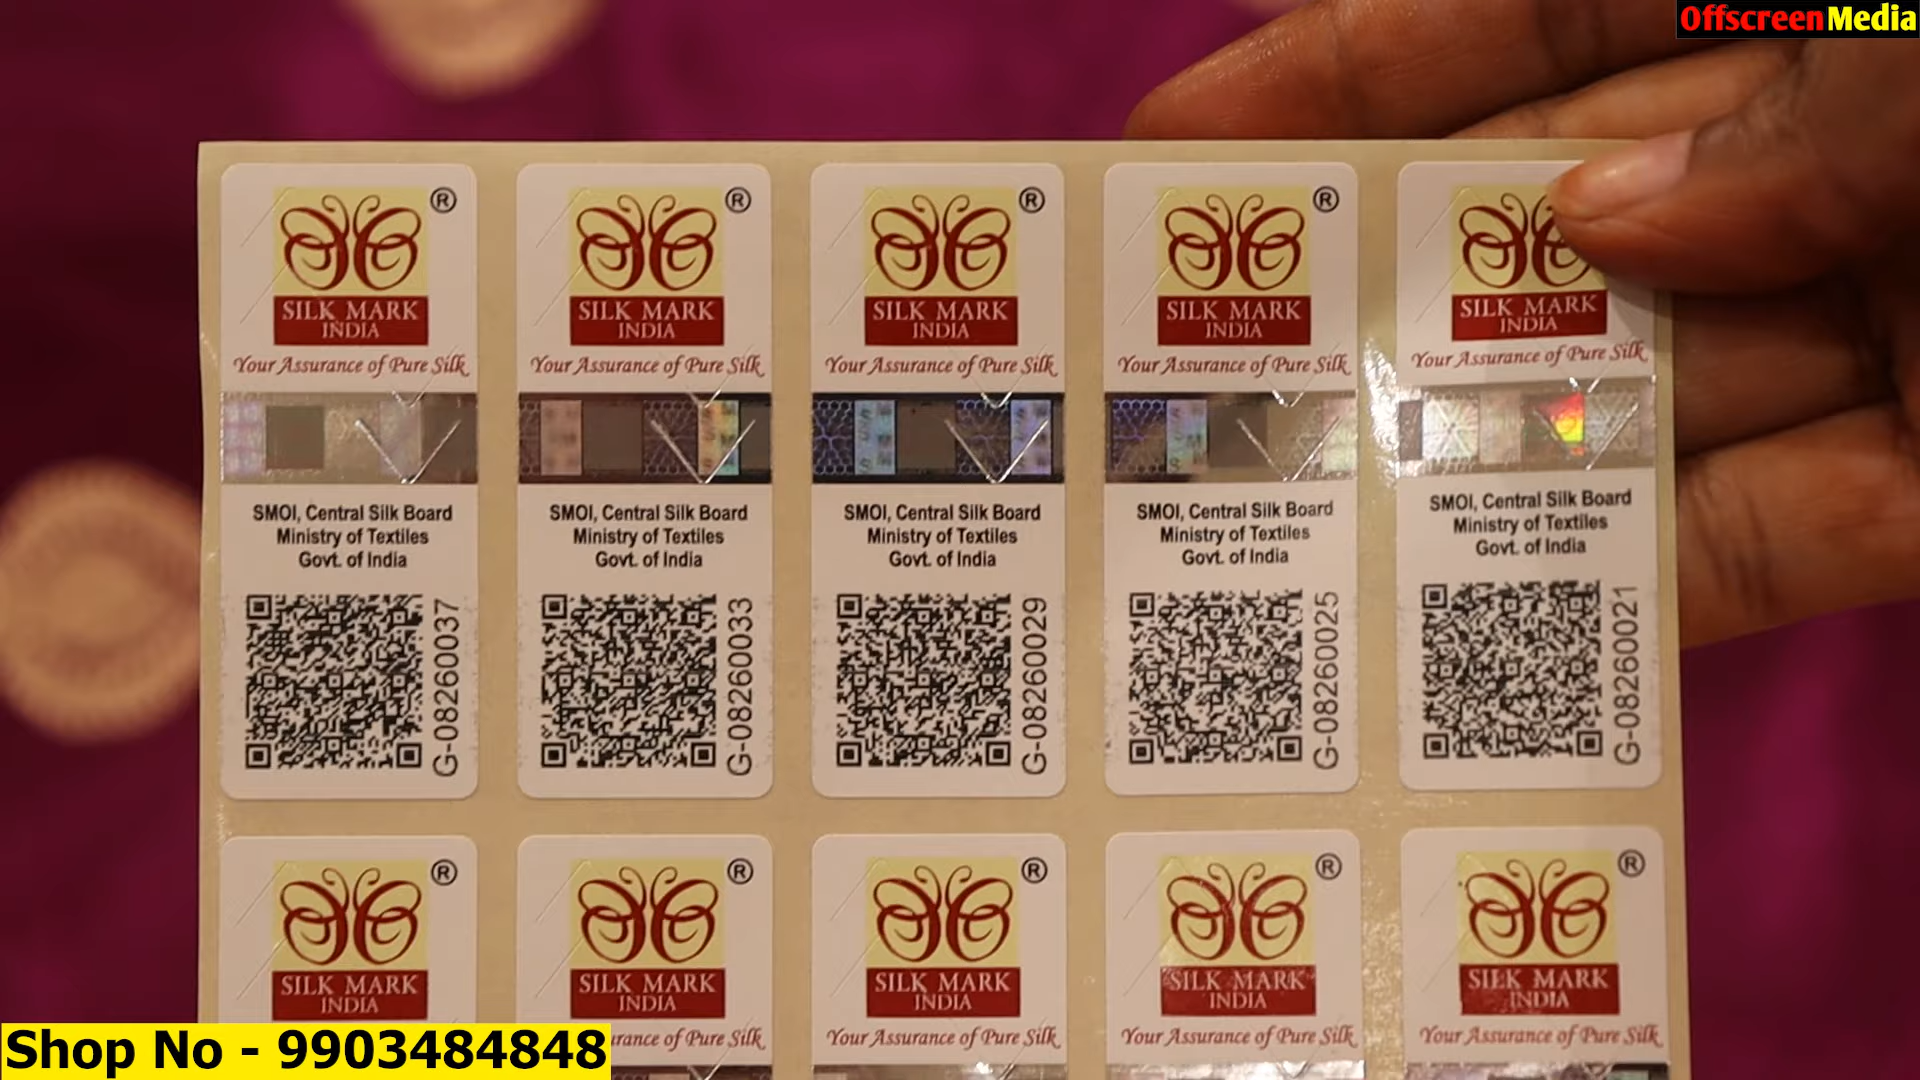 OffscreenMedia
®
SILK MARK
INDIA
Your Assurance of Pure Silk
SMOI, Central Silk Board
Ministry of Textiles
Govt. of India
G-08260037
®
SILK MARK
INDIA
Your Assurance of Pure Silk
SMOI, Central Silk Board
Ministry of Textiles
Govt. of India
G-08260033
®
SILK MARK
INDIA
Your Assurance of Pure Silk
SMOI, Central Silk Board
Ministry of Textiles
Govt. of India
G-08260029
®
SILK MARK
INDIA
Your Assurance of Pure Silk
SMOI, Central Silk Board
Ministry of Textiles
Govt. of India
G-08260025
SILK MARK
INDIA
Your Assurance of Pure Silk
SMOI, Central Silk Board
Ministry of Textiles
Govt. of India
G-08260021
®
SILK MARK
INDIA
®
SILK MARK
INDIA
of Pure Silk
®
SILK MARK
INDIA
Your Assurance of Pure Silk
®
SILK MARK
INDIA
Your Assurance of Pure Silk
®
SILK MARK
INDIA
Your Assurance of Pure Silk
Shop No - 9903484848